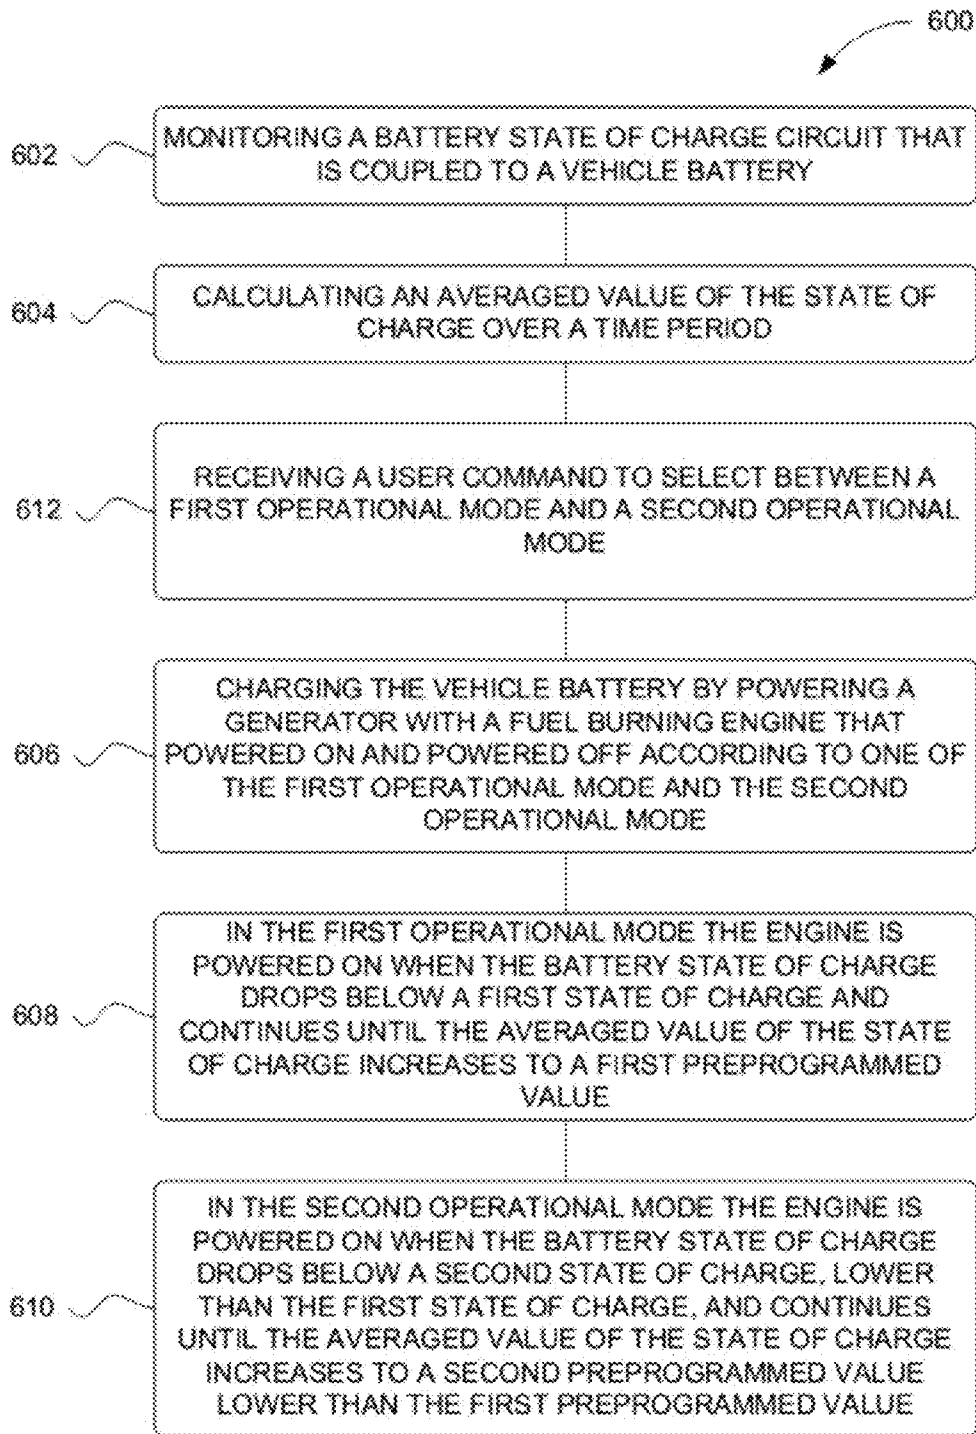 600
602
MONITORING A BATTERY STATE OF CHARGE CIRCUIT THAT
IS COUPLED TO A VEHICLE BATTERY
604
CALCULATING AN AVERAGED VALUE OF THE STATE OF
CHARGE OVER A TIME PERIOD
612
RECEIVING A USER COMMAND TO SELECT BETWEEN A
FIRST OPERATIONAL MODE AND A SECOND OPERATIONAL
MODE
606
CHARGING THE VEHICLE BATTERY BY POWERING A
GENERATOR WITH A FUEL BURNING ENGINE THAT
POWERED ON AND POWERED OFF ACCORDING TO ONE OF
THE FIRST OPERATIONAL MODE AND THE SECOND
OPERATIONAL MODE
608
IN THE FIRST OPERATIONAL MODE THE ENGINE IS
POWERED ON WHEN THE BATTERY STATE OF CHARGE
DROPS BELOW A FIRST STATE OF CHARGE AND
CONTINUES UNTIL THE AVERAGED VALUE OF THE STATE
OF CHARGE INCREASES TO A FIRST PREPROGRAMMED
VALUE
610
IN THE SECOND OPERATIONAL MODE THE ENGINE IS
POWERED ON WHEN THE BATTERY STATE OF CHARGE
DROPS BELOW A SECOND STATE OF CHARGE, LOWER
THAN THE FIRST STATE OF CHARGE, AND CONTINUES
UNTIL THE AVERAGED VALUE OF THE STATE OF CHARGE
INCREASES TO A SECOND PREPROGRAMMED VALUE
LOWER THAN THE FIRST PREPROGRAMMED VALUE